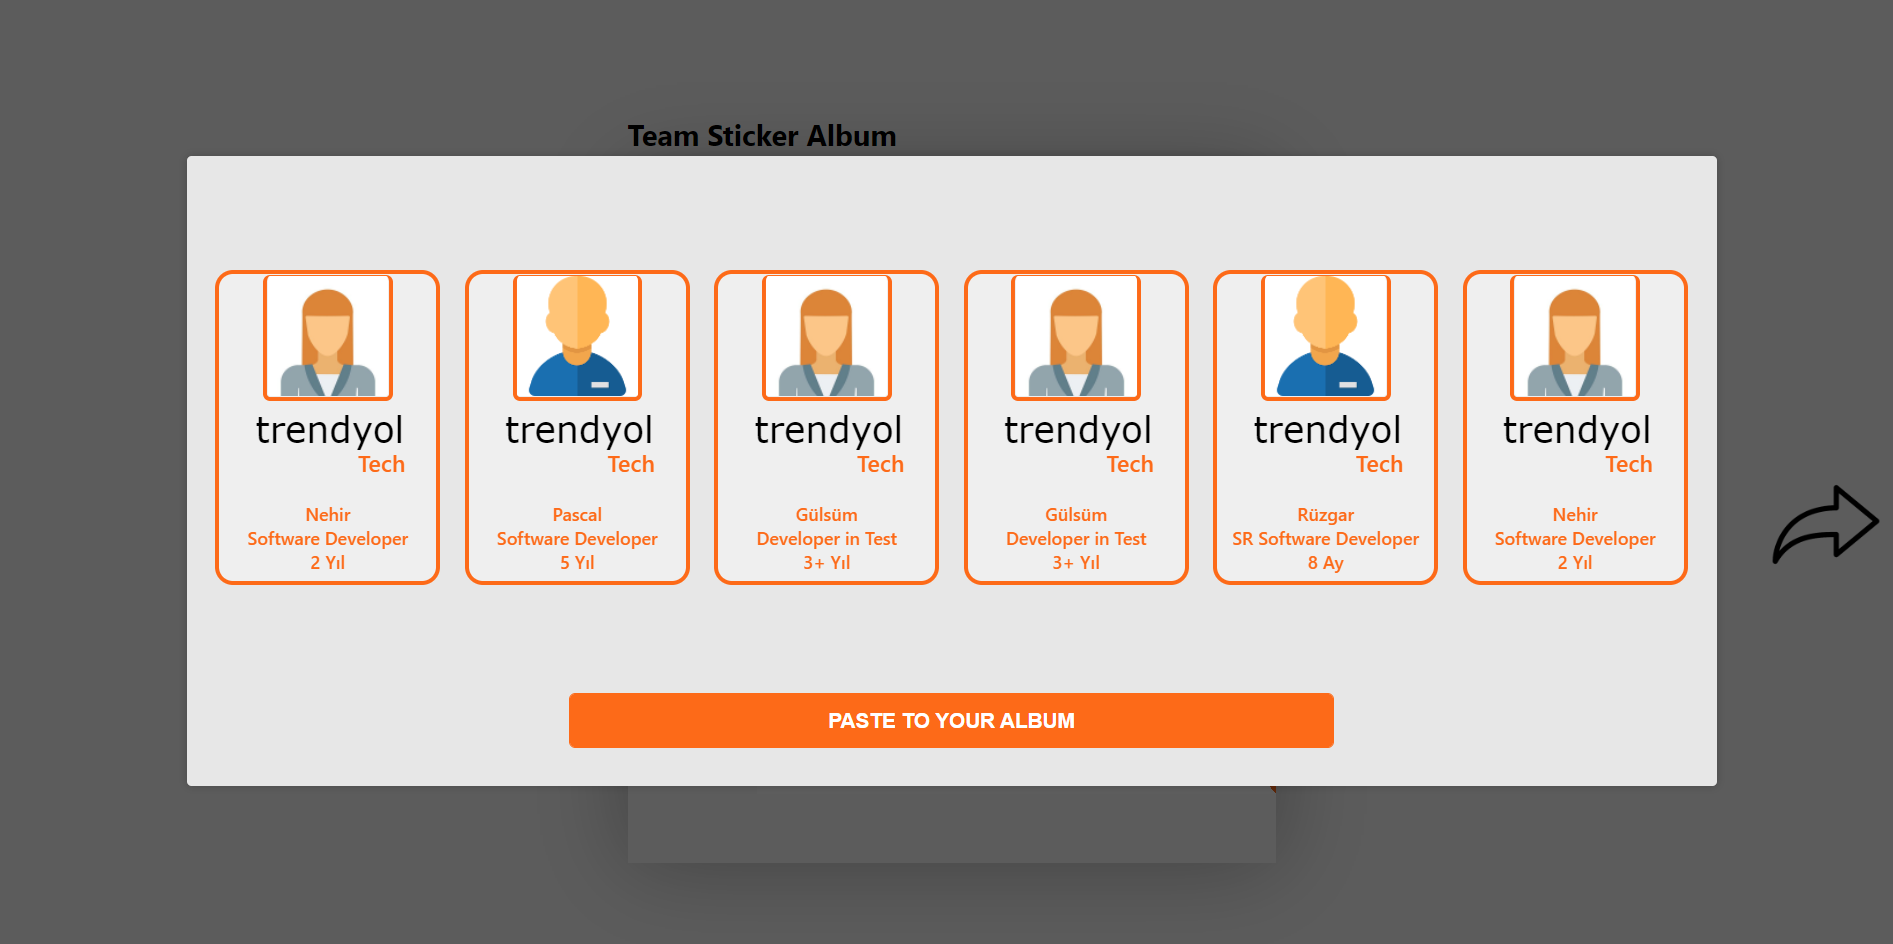 Team Sticker Album
trendyol
Tech
Nehir
Software Developer
2 Yıl
trendyol
Tech
Pascal
Software Developer
5 Yıl
trendyol
Tech
Gülsüm
Developer in Test
3+ Yıl
trendyol
Tech
Gülsüm
Developer in Test
3+ Yıl
trendyol
Tech
Rüzgar
SR Software Developer
8 Ay
trendyol
Tech
Nehir
Software Developer
2 Yıl
PASTE TO YOUR ALBUM